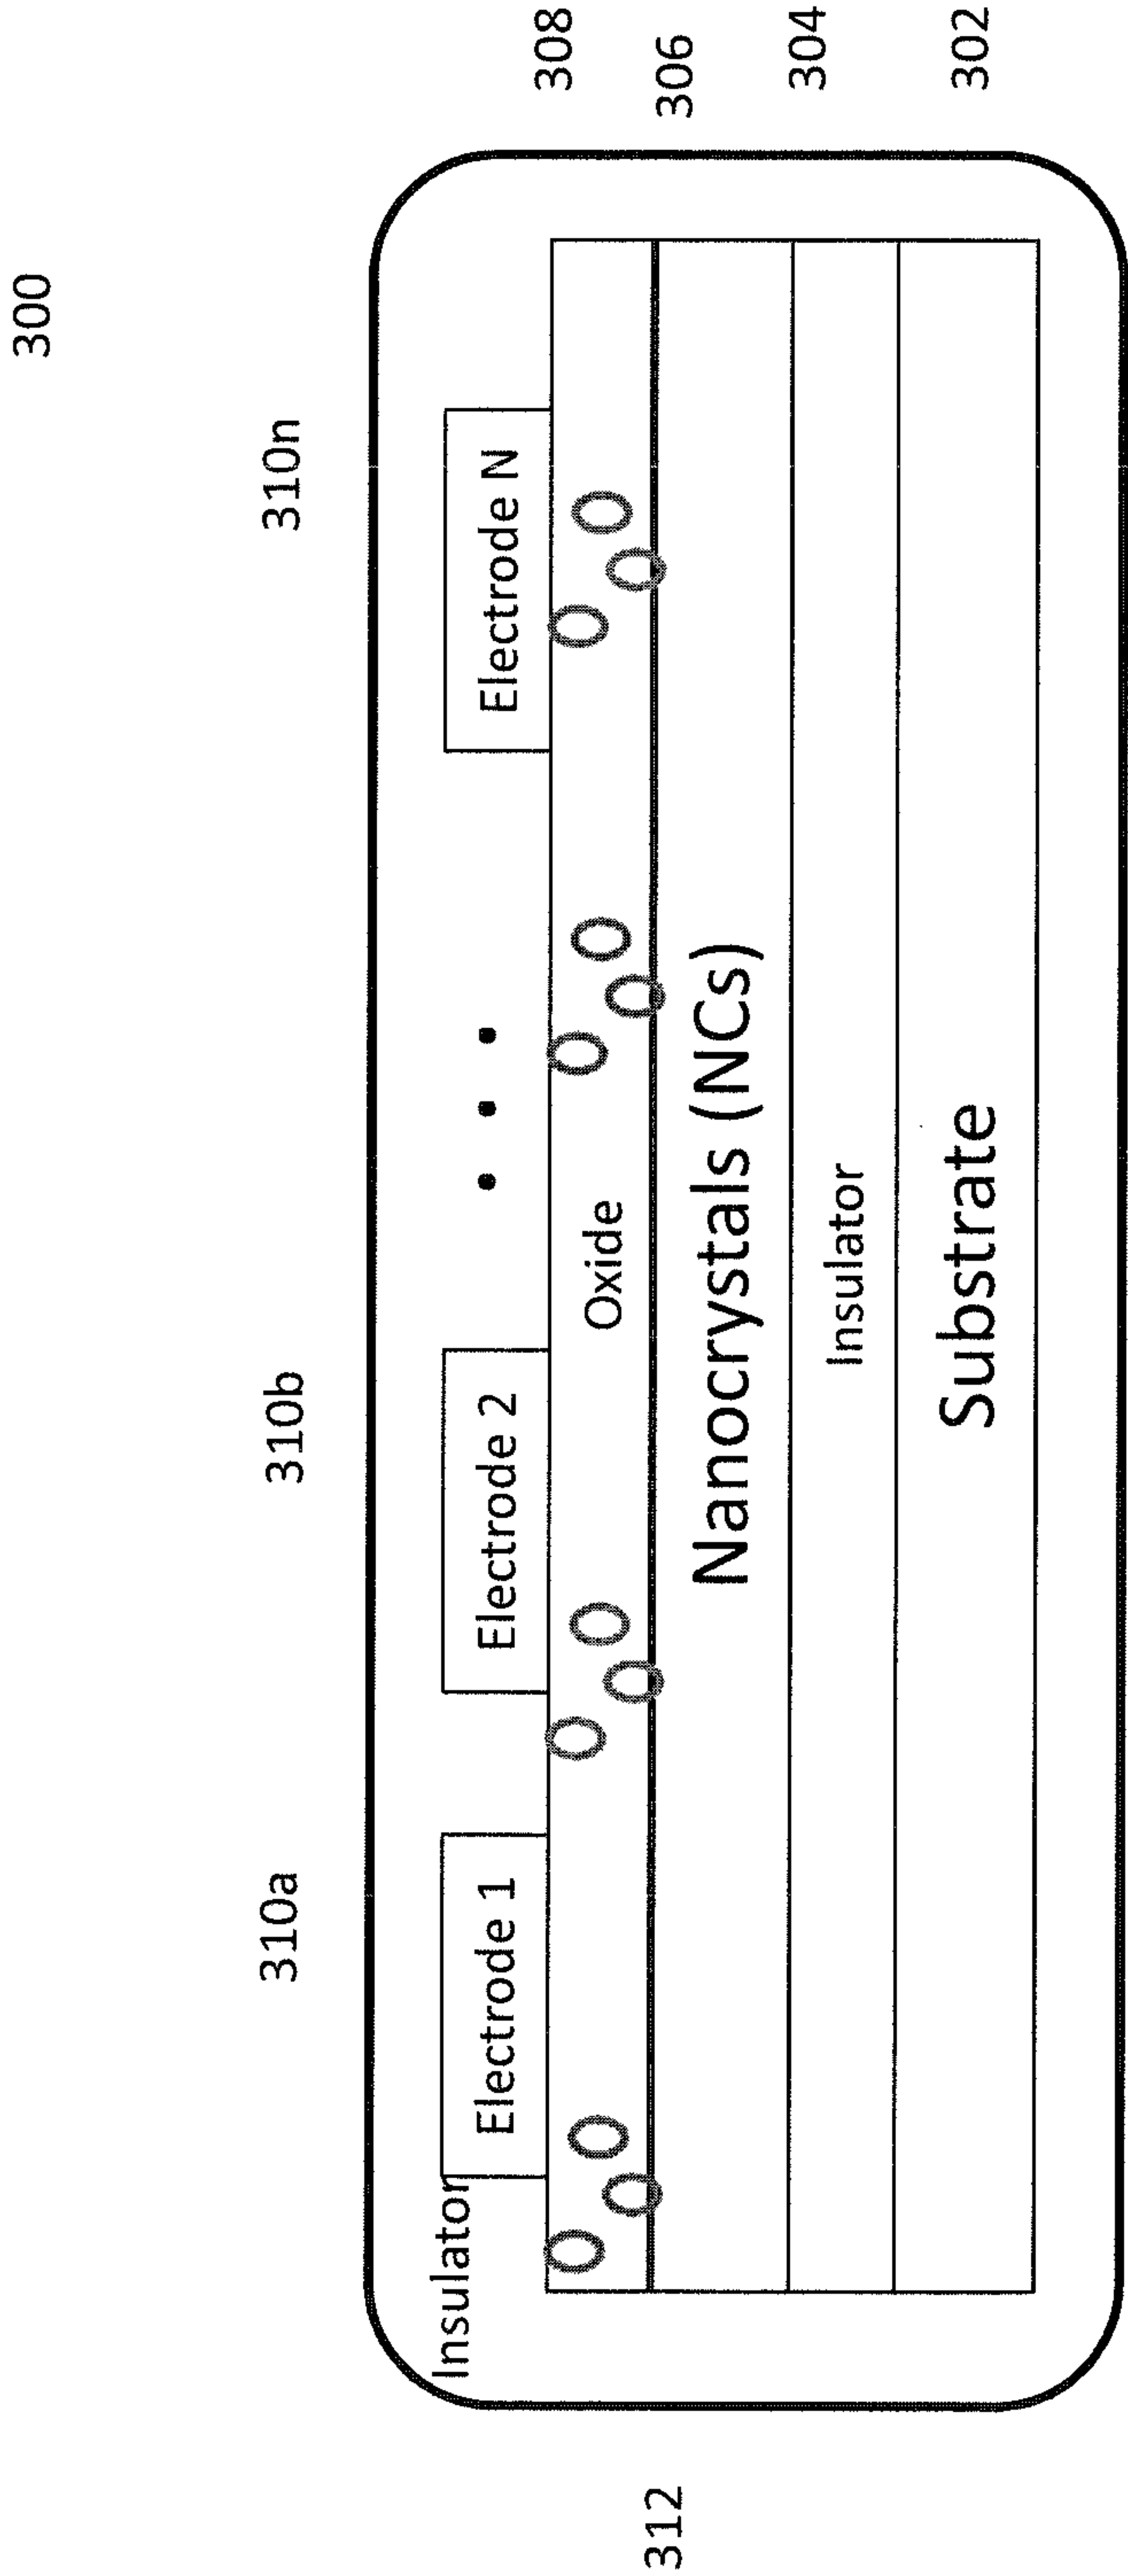 300
310a
310b
310n
Insulator
Electrode 1
Electrode 2
• • •
Electrode N
308
Oxide
306
312
Nanocrystals (NCs)
304
Insulator
302
Substrate